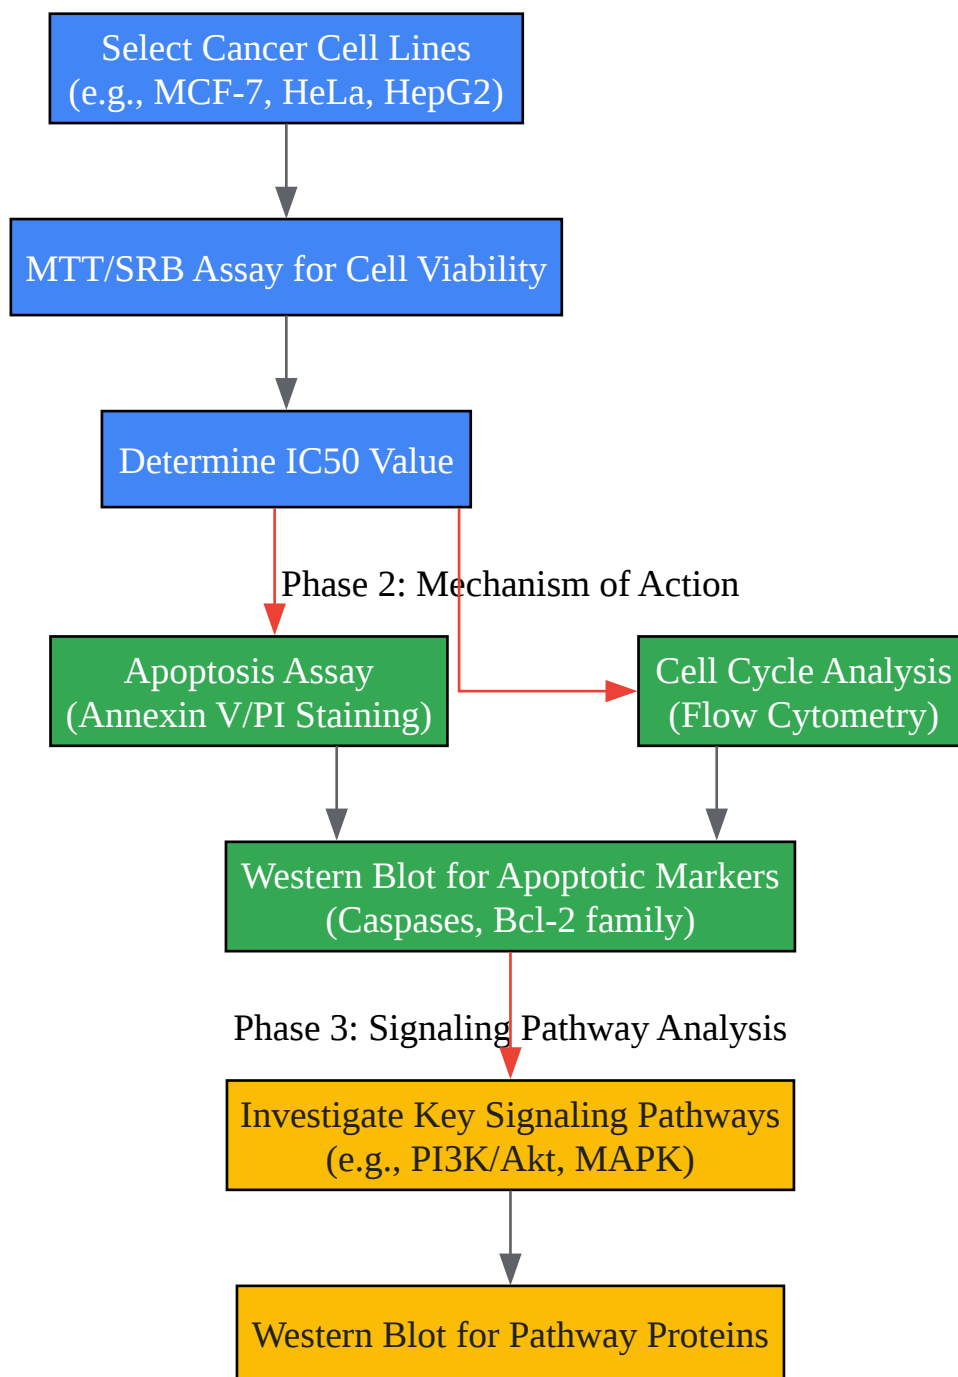 Select Cancer Cell Lines
(e.g., MCF-7, HeLa, HepG2)
MTT/SRB Assay for Cell Viability
Determine IC50 Value
Phase 2: Mechanism of Action
Apoptosis Assay
(Annexin V/PI Staining)
Cell Cycle Analysis
(Flow Cytometry)
Western Blot for Apoptotic Markers
(Caspases, Bcl-2 family)
Phase 3: Signaling Pathway Analysis
Investigate Key Signaling Pathways
(e.g., PI3K/Akt, MAPK)
Western Blot for Pathway Proteins